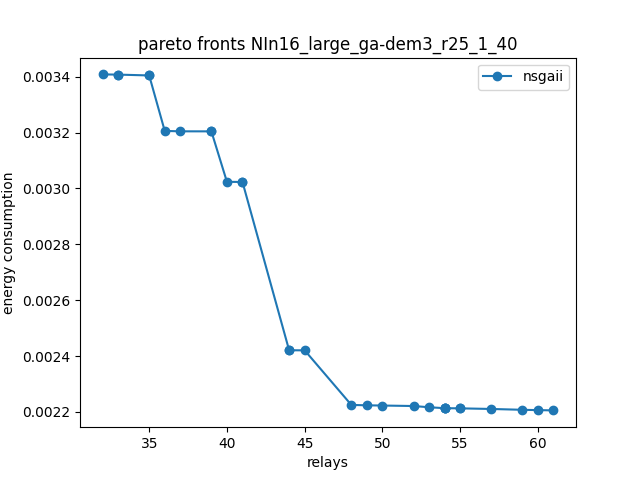 pareto fronts NIn16_large_ga-dem3_r25_1_40
nsgaii
energy consumption
0.0034
0.0032
0.0030
0.0028
0.0026
0.0024
0.0022
35 40 45 50 55 60
relays